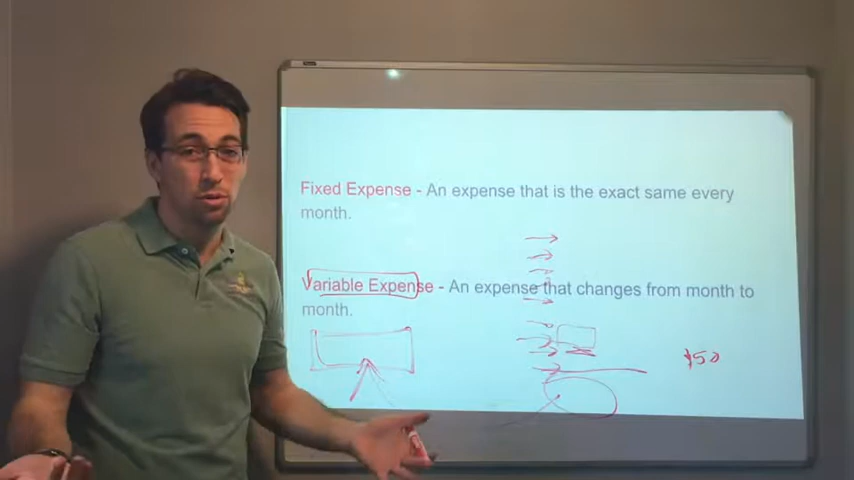 Fixed Expense - An expense that is the exact same every
month.
Variable Expense - An expense that changes from month to
month.
$50